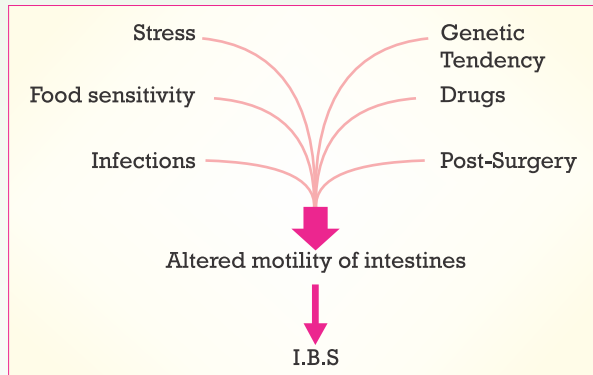 Stress
Genetic
Tendency
Food sensitivity
Drugs
Infections
Post-Surgery
Altered motility of intestines
I.B.S